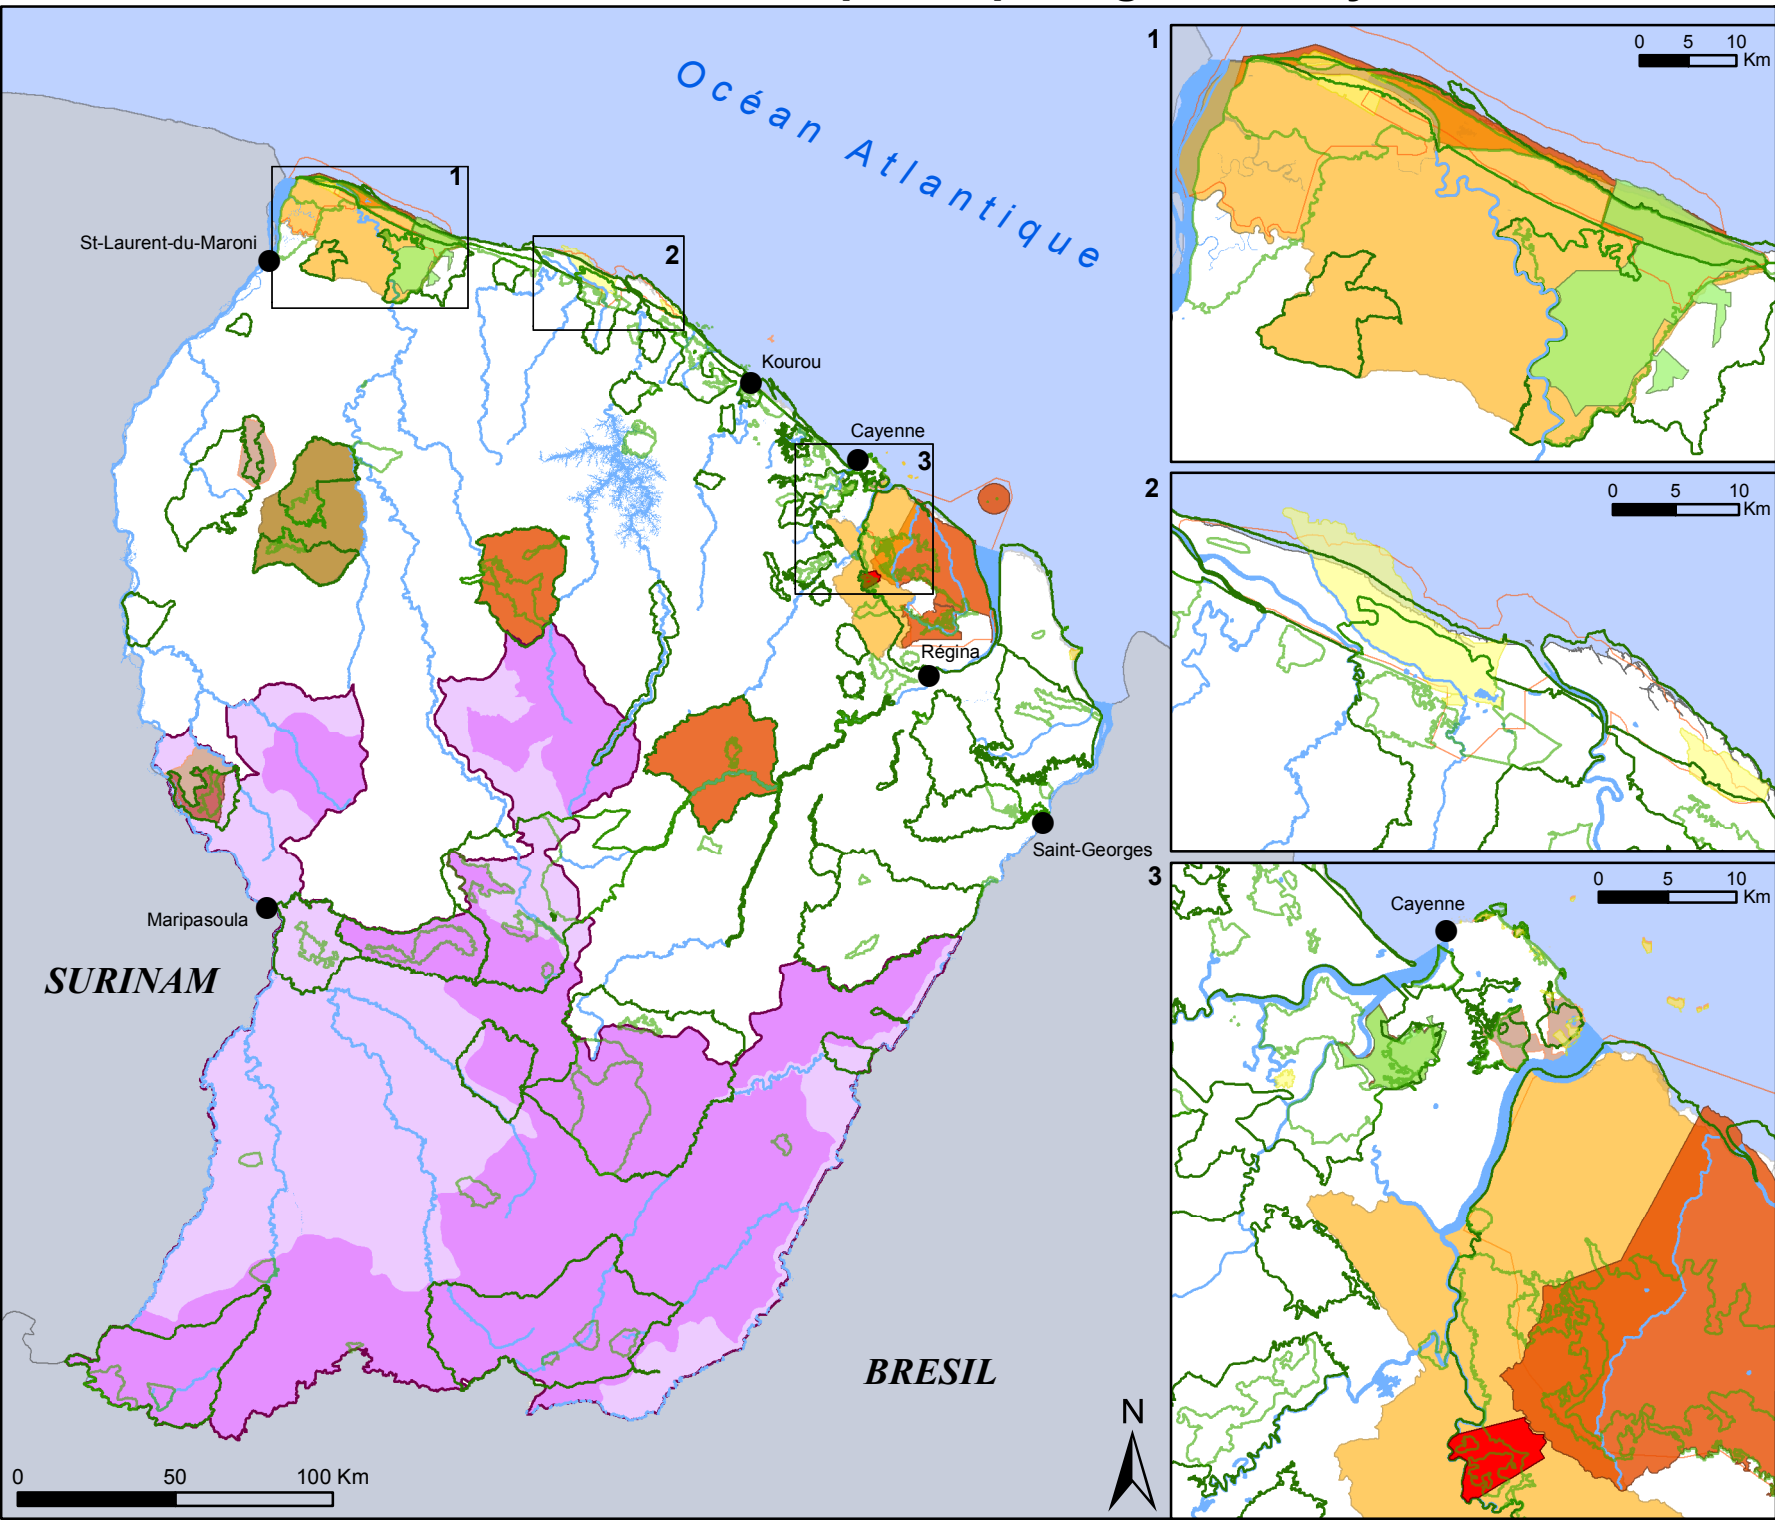 Océan Atlantique
1
2
3
St-Laurent-du-Maroni
Kourou
Cayenne
Régina
Saint-Georges
Maripasoula
SURINAM
BRESIL
N
0 50 100 Km
1
0 5 10
Km
2
0 5 10
Km
3
0 5 10
Km
Cayenne